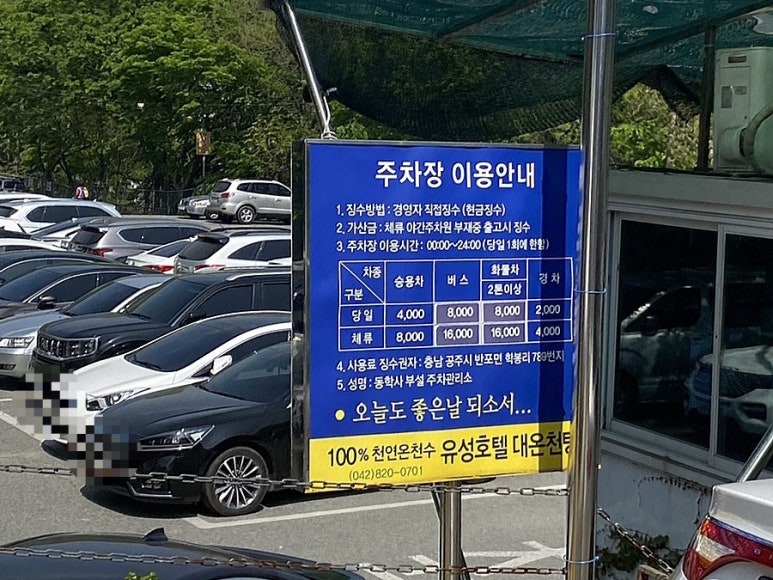 주차장 이용안내
1. 징수방법 : 경영자 직접징수 (현금징수)
2. 가산금 : 체류 야간주차원 부재중 출고시 징수
3. 주차장 이용시간 : 00:00~24:00 (당일 1회에 한함)
차종 구분 승용차 버스 화물차 2톤이상 경차
당일 4,000 8,000 8,000 2,000
체류 8,000 16,000 16,000 4,000
4. 사용료 징수권자 : 충남 공주시 반포면 학봉리 789번지
5. 성명 : 동학사 부설 주차관리소
오늘도 좋은날 되소서...
100% 천연온천수 유성호텔 대온천탕
(042)820-0701